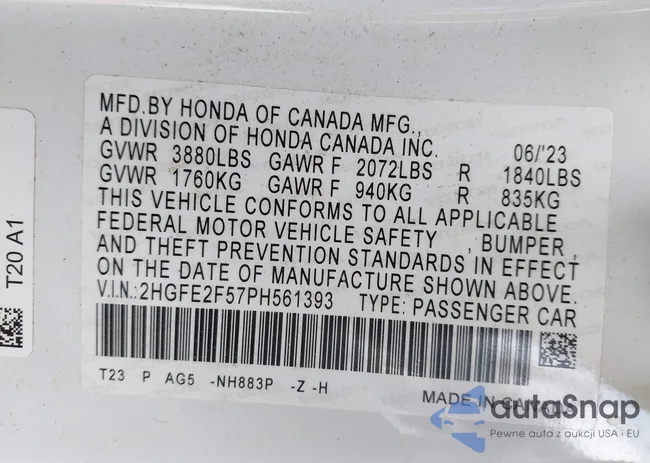 MFD.BY HONDA OF CANADA MFG.,
A DIVISION OF HONDA CANADA INC. 06/'23
GVWR 3880LBS GAWR F 2072LBS R 1840LBS
GVWR 1760KG GAWR F 940KG R 835KG
THIS VEHICLE CONFORMS TO ALL APPLICABLE
FEDERAL MOTOR VEHICLE SAFETY , BUMPER ,
AND THEFT PREVENTION STANDARDS IN EFFECT
ON THE DATE OF MANUFACTURE SHOWN ABOVE.
V.I.N.:2HGFE2F57PH561393 TYPE: PASSENGER CAR
T23 P AG5 -NH883P -Z -H
MADE IN CANADA
T20 A1
autoSnap
Pewne auta z aukcji USA i EU